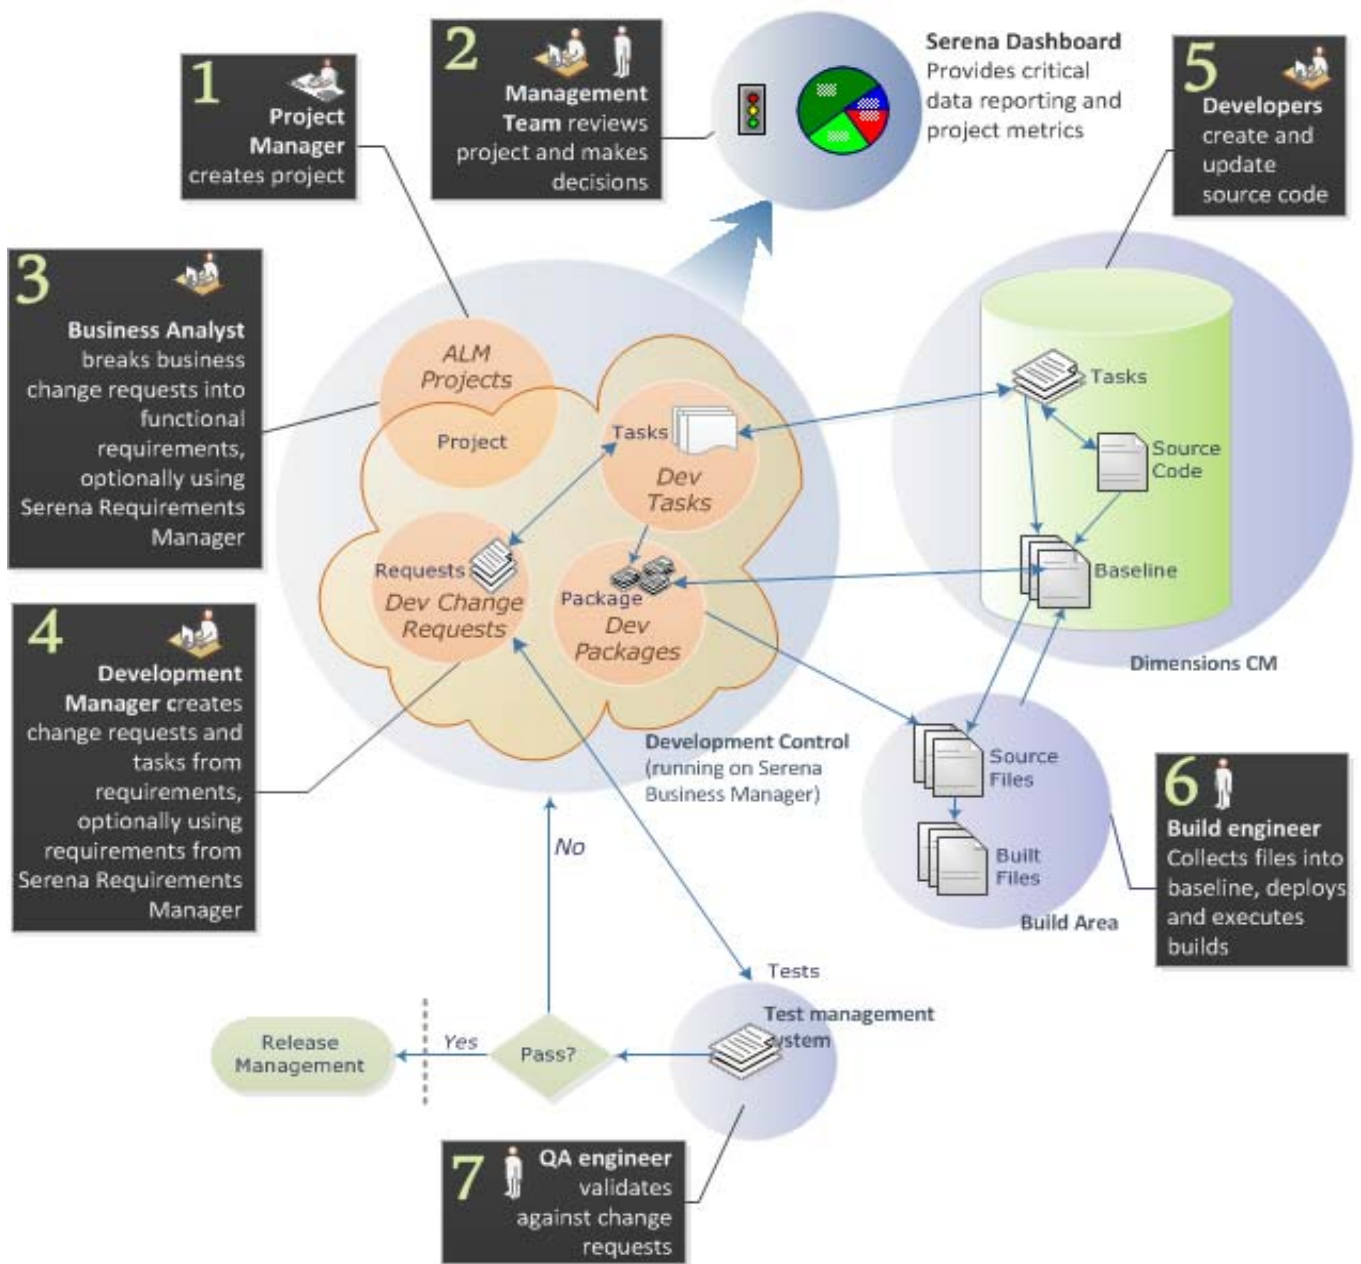 1
Project
Manager
creates project
2
Management
Team reviews
project and makes
decisions
Serena Dashboard
Provides critical
data reporting and
project metrics
5
Developers
create and
update
source code
3
Business Analyst
breaks business
change requests into
functional
requirements,
optionally using
Serena Requirements
Manager
ALM
Projects
Project
Tasks
Dev
Tasks
Requests
Dev Change
Requests
Package
Dev
Packages
Tasks
Source
Code
Baseline
Dimensions CM
4
Development
Manager creates
change requests and
tasks from
requirements,
optionally using
requirements from
Serena Requirements
Manager
Development Control
(running on Serena
Business Manager)
Source
Files
Built
Files
Build Area
6
Build engineer
Collects files into
baseline, deploys
and executes
builds
No
Tests
Test management
ystem
Release
Management
Yes
Pass?
7
QA engineer
validates
against change
requests